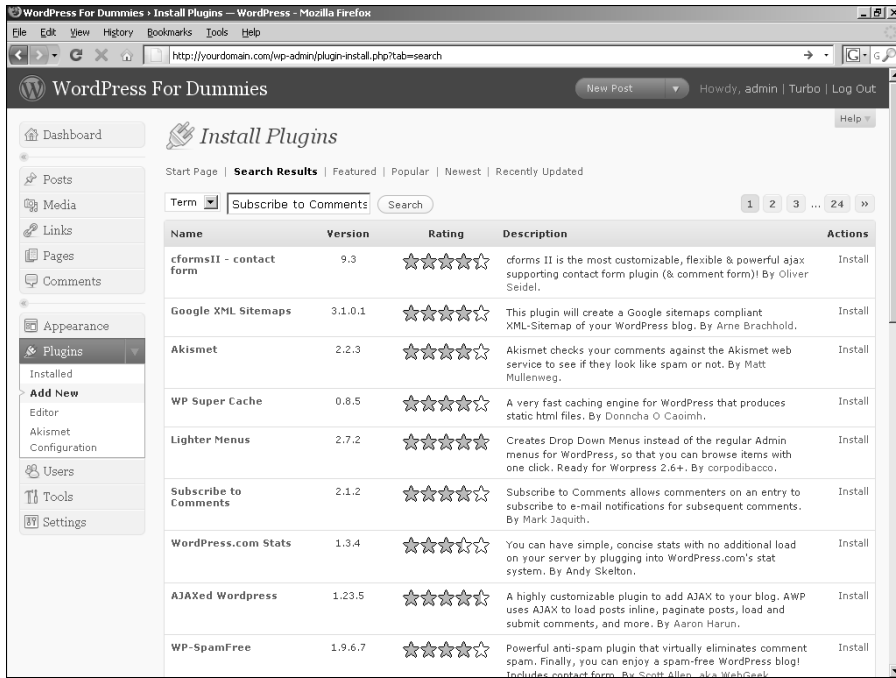 WordPress For Dummies › Install Plugins — WordPress - Mozilla Firefox
File Edit View History Bookmarks Tools Help
http://yourdomain.com/wp-admin/plugin-install.php?tab=search
WordPress For Dummies
New Post
Howdy, admin | Turbo | Log Out
Help
Dashboard
Posts
Media
Links
Pages
Comments
Appearance
Plugins
Installed
Add New
Editor
Akismet
Configuration
Users
Tools
Settings
Install Plugins
Start Page | Search Results | Featured | Popular | Newest | Recently Updated
Term Subscribe to Comments Search 1 2 3 ... 24 »
Name Version Rating Description Actions
cformsII - contact
form
9.3
cforms II is the most customizable, flexible & powerful ajax
supporting contact form plugin (& comment form)! By Oliver
Seidel.
Install
Google XML Sitemaps
3.1.0.1
This plugin will create a Google sitemaps compliant
XML-Sitemap of your WordPress blog. By Arne Brachhold.
Install
Akismet
2.2.3
Akismet checks your comments against the Akismet web
service to see if they look like spam or not. By Matt
Mullenweg.
Install
WP Super Cache
0.8.5
A very fast caching engine for WordPress that produces
static html files. By Donncha O Caoimh.
Install
Lighter Menus
2.7.2
Creates Drop Down Menus instead of the regular Admin
menus for WordPress, so that you can browse items with
one click. Ready for Worpress 2.6+. By corpodibacco.
Install
Subscribe to
Comments
2.1.2
Subscribe to Comments allows commenters on an entry to
subscribe to e-mail notifications for subsequent comments.
By Mark Jaquith.
Install
WordPress.com Stats
1.3.4
You can have simple, concise stats with no additional load
on your server by plugging into WordPress.com's stat
system. By Andy Skelton.
Install
AJAXed Wordpress
1.23.5
A highly customizable plugin to add AJAX to your blog. AWP
uses AJAX to load posts inline, paginate posts, load and
submit comments, and more. By Aaron Harun.
Install
WP-SpamFree
1.9.6.7
Powerful anti-spam plugin that virtually eliminates comment
spam. Finally, you can enjoy a spam-free WordPress blog!
Includes contact form. By Scott Allen, aka WebGeek
Install